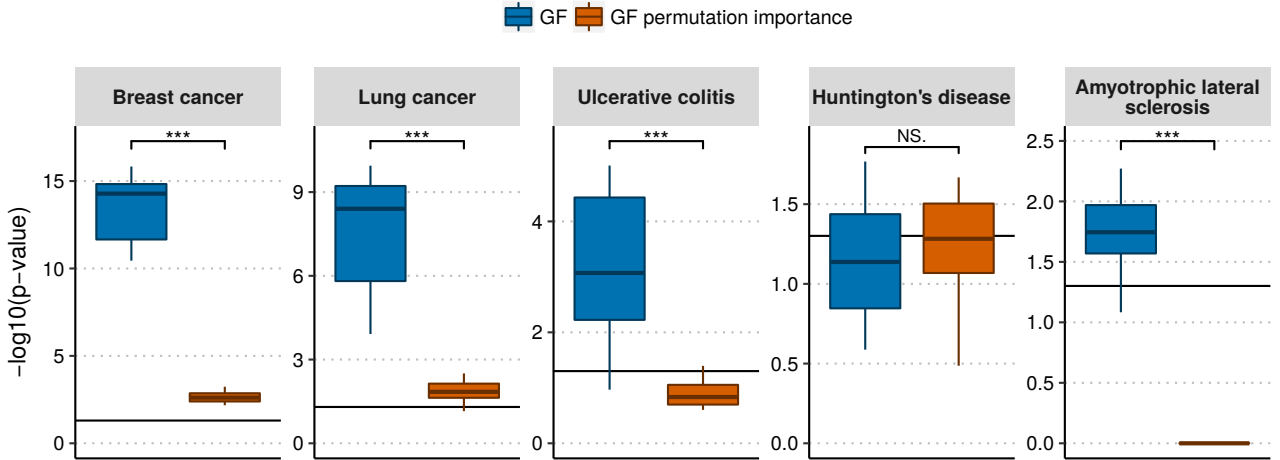 GF GF permutation importance
Breast cancer
Lung cancer
Ulcerative colitis
Huntington's disease
Amyotrophic lateral
sclerosis
−log10(p−value)
***
15
10
5
0
***
9
6
3
0
***
4
2
0
NS.
1.5
1.0
0.5
0.0
***
2.5
2.0
1.5
1.0
0.5
0.0